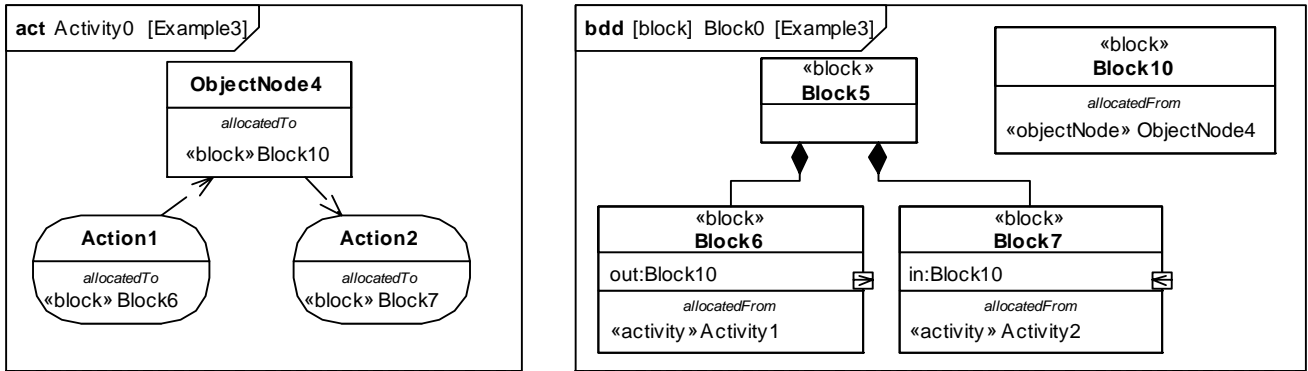 act Activity0 [Example3]
ObjectNode4
allocatedTo
«block» Block10
Action1
allocatedTo
«block» Block6
Action2
allocatedTo
«block» Block7
bdd [block] Block0 [Example3]
«block»
Block5
«block»
Block10
allocatedFrom
«objectNode» ObjectNode4
«block»
Block6
out:Block10
allocatedFrom
«activity» Activity1
«block»
Block7
in:Block10
allocatedFrom
«activity» Activity2